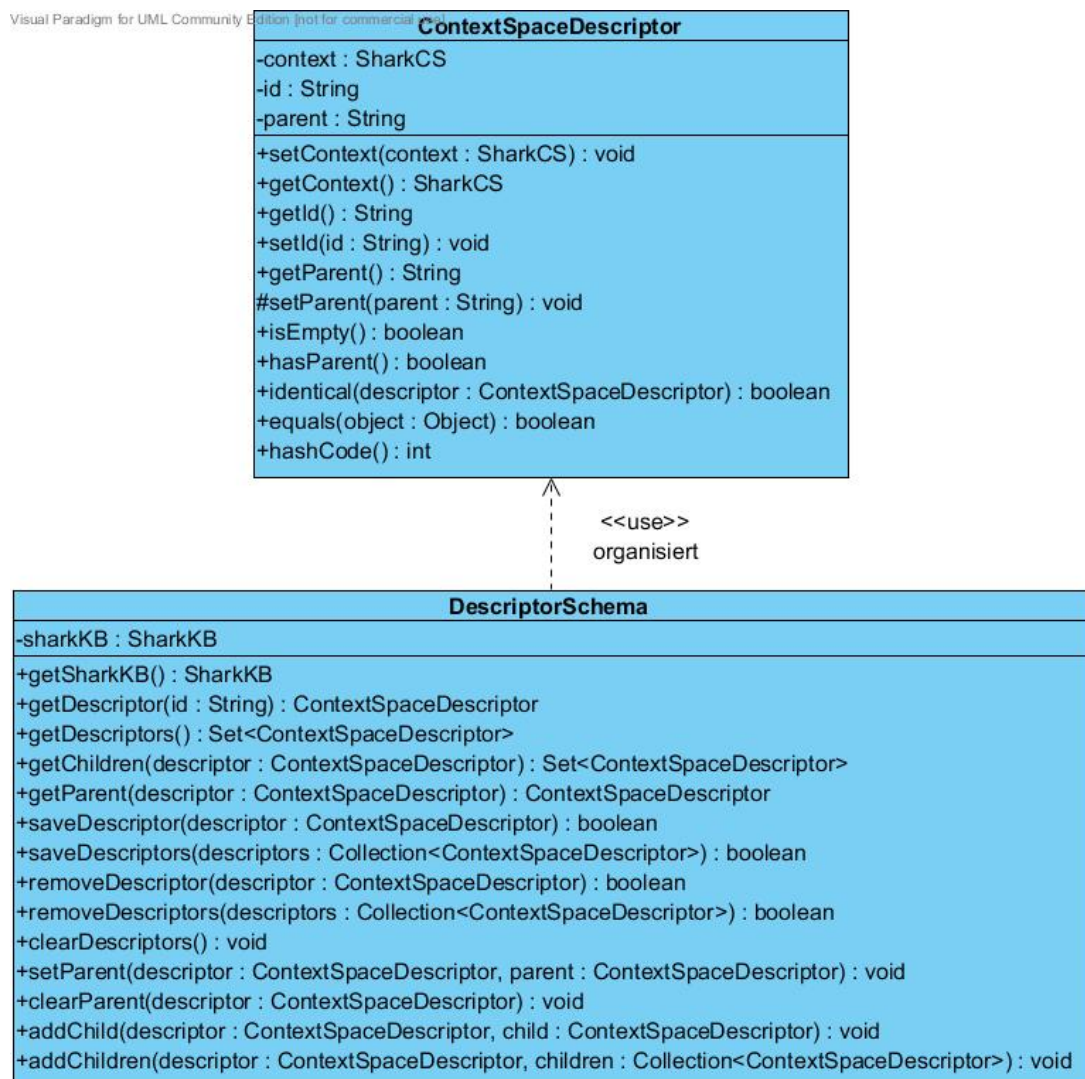 Visual Paradigm for UML Community Edition [not for commercial use]
ContextSpaceDescriptor
-context : SharkCS
-id : String
-parent : String
+setContext(context : SharkCS) : void
+getContext() : SharkCS
+getId() : String
+setId(id : String) : void
+getParent() : String
#setParent(parent : String) : void
+isEmpty() : boolean
+hasParent() : boolean
+identical(descriptor : ContextSpaceDescriptor) : boolean
+equals(object : Object) : boolean
+hashCode() : int
<<use>>
organisiert
DescriptorSchema
-sharkKB : SharkKB
+getSharkKB() : SharkKB
+getDescriptor(id : String) : ContextSpaceDescriptor
+getDescriptors() : Set<ContextSpaceDescriptor>
+getChildren(descriptor : ContextSpaceDescriptor) : Set<ContextSpaceDescriptor>
+getParent(descriptor : ContextSpaceDescriptor) : ContextSpaceDescriptor
+saveDescriptor(descriptor : ContextSpaceDescriptor) : boolean
+saveDescriptors(descriptors : Collection<ContextSpaceDescriptor>) : boolean
+removeDescriptor(descriptor : ContextSpaceDescriptor) : boolean
+removeDescriptors(descriptors : Collection<ContextSpaceDescriptor>) : boolean
+clearDescriptors() : void
+setParent(descriptor : ContextSpaceDescriptor, parent : ContextSpaceDescriptor) : void
+clearParent(descriptor : ContextSpaceDescriptor) : void
+addChild(descriptor : ContextSpaceDescriptor, child : ContextSpaceDescriptor) : void
+addChildren(descriptor : ContextSpaceDescriptor, children : Collection<ContextSpaceDescriptor>) : void